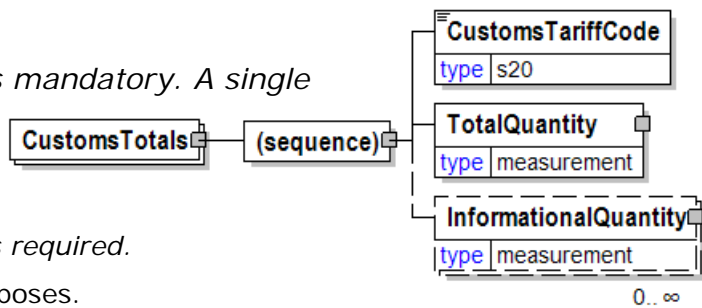 CustomsTariffCode
type s20
s mandatory. A single
TotalQuantity
CustomsTotals (sequence)
type measurement
InformationalQuantity
s required.
type measurement
poses.
0.. ∞